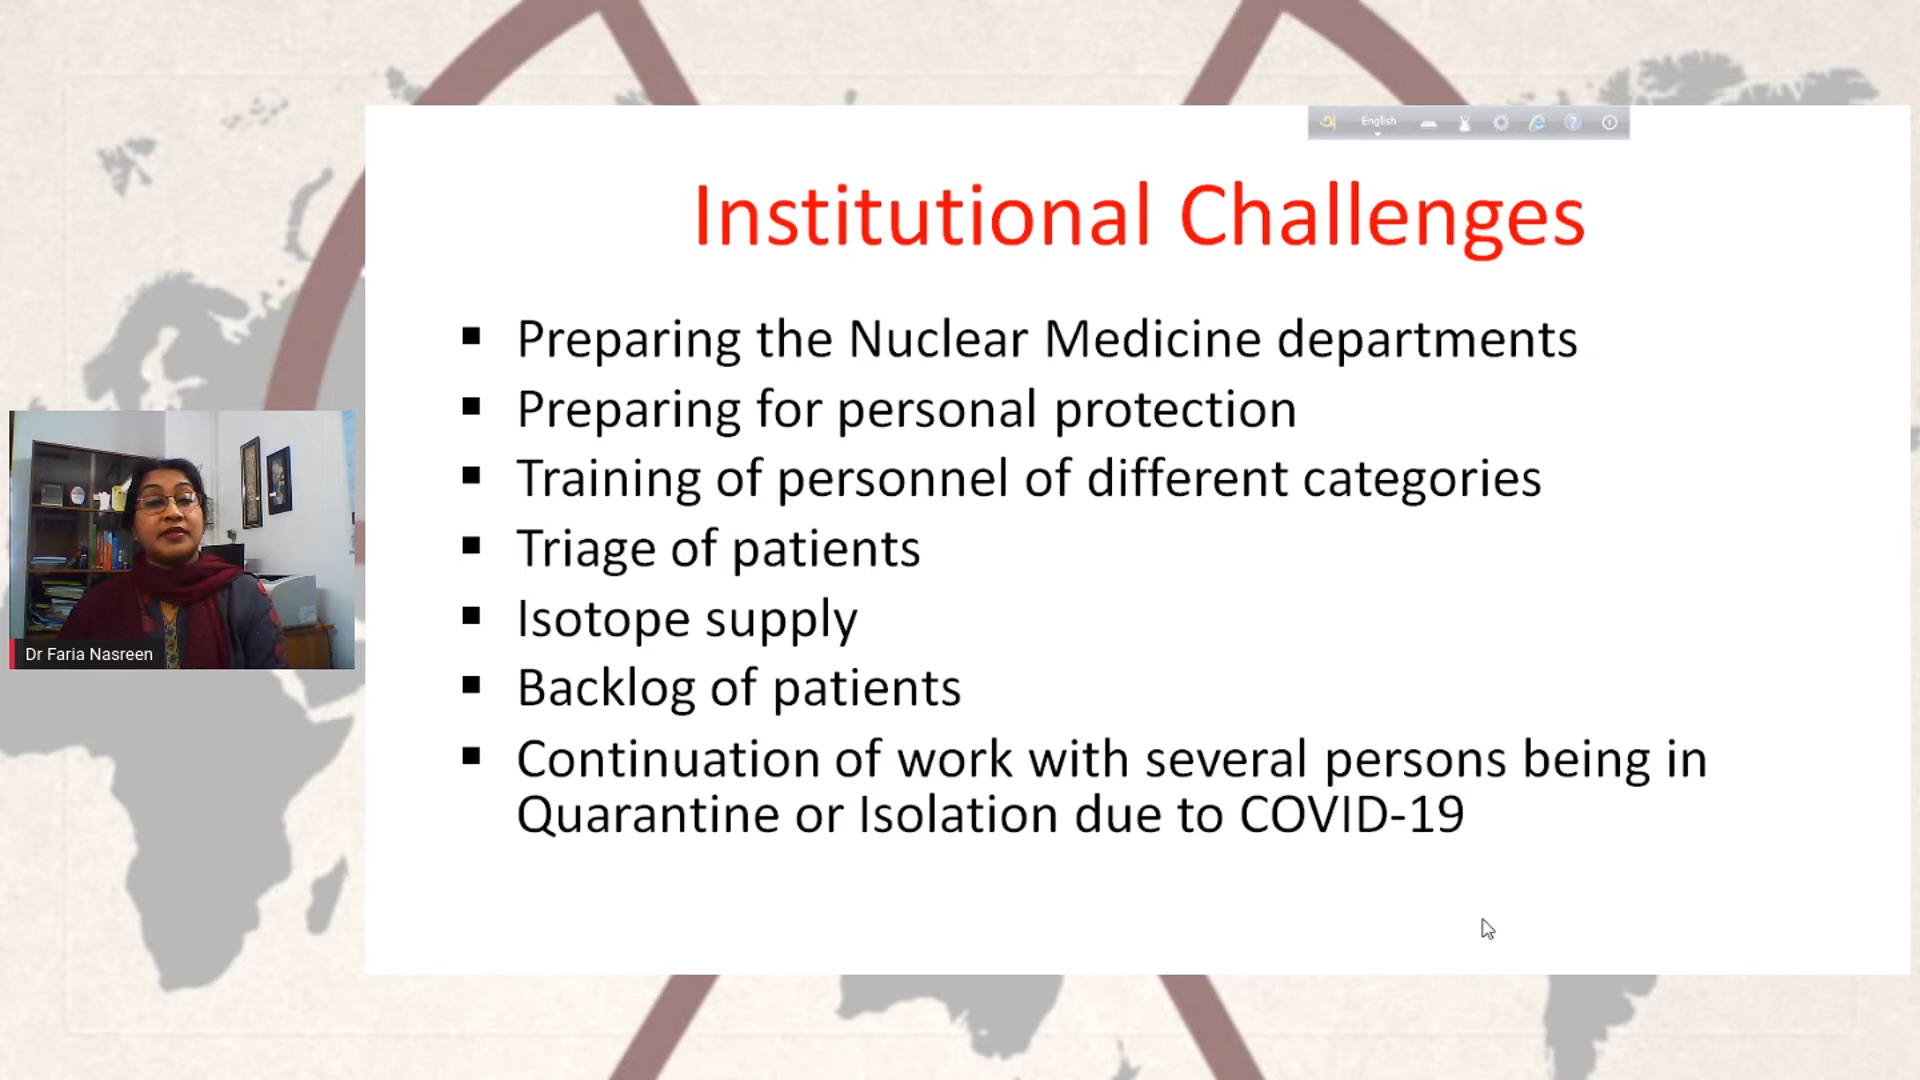 অ English
Institutional Challenges
▪ Preparing the Nuclear Medicine departments
▪ Preparing for personal protection
▪ Training of personnel of different categories
▪ Triage of patients
▪ Isotope supply
▪ Backlog of patients
▪ Continuation of work with several persons being in
Quarantine or Isolation due to COVID-19
Dr Faria Nasreen